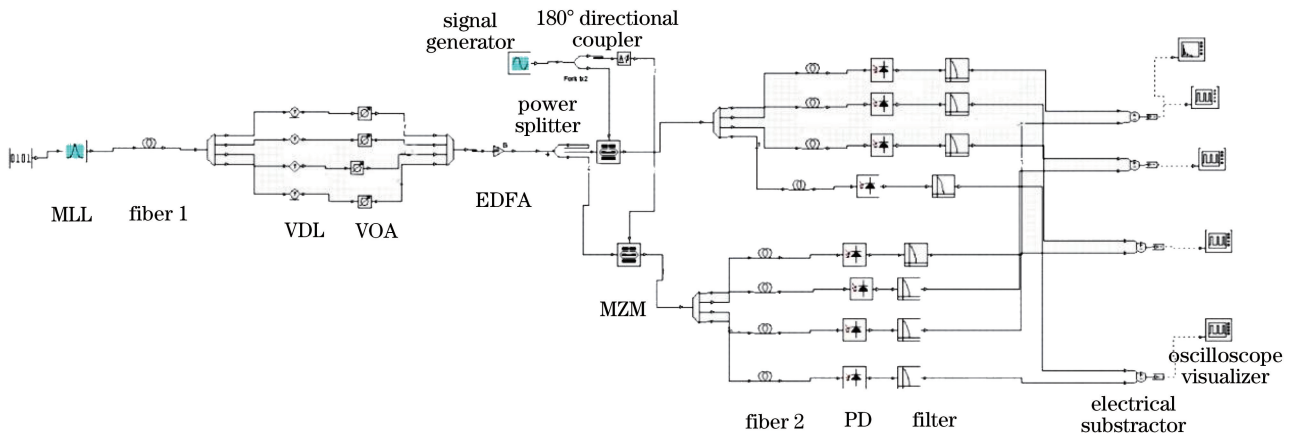 signal
generator
180° directional
coupler
Fork 1x2
power
splitter
0101
MLL
fiber 1
VDL
VOA
EDFA
MZM
fiber 2
PD
filter
electrical
substractor
oscilloscope
visualizer